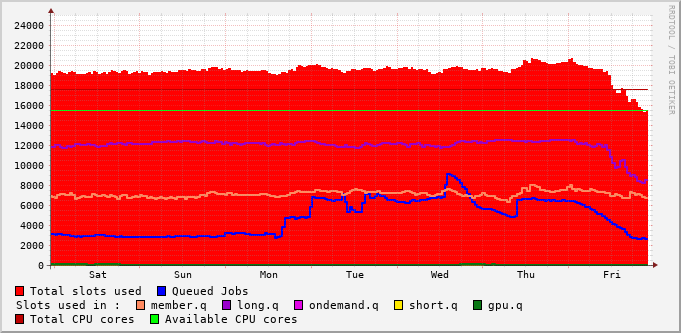 RRDTOOL / TOBI OETIKER
24000
22000
20000
18000
16000
14000
12000
10000
8000
6000
4000
2000
0
Sat Sun Mon Tue Wed Thu Fri
Total slots used Queued Jobs
Slots used in : member.q long.q ondemand.q short.q gpu.q
Total CPU cores Available CPU cores